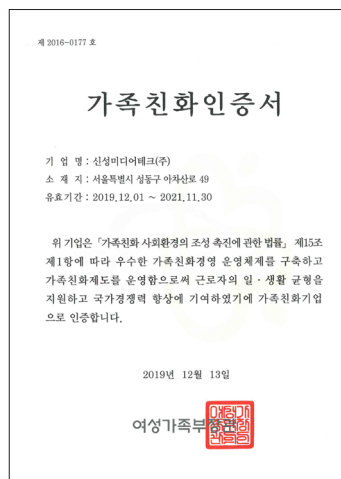 제 2016-0177 호
가족친화인증서
기 업 명 : 신성미디어테크(주)
소 재 지 : 서울특별시 성동구 아차산로 49
유효기간 : 2019.12.01 ~ 2021.11.30
위 기업은 「가족친화 사회환경의 조성 촉진에 관한 법률」 제15조
제1항에 따라 우수한 가족친화경영 운영체제를 구축하고
가족친화제도를 운영함으로써 근로자의 일 · 생활 균형을
지원하고 국가경쟁력 향상에 기여하였기에 가족친화기업
으로 인증합니다.
2019년 12월 13일
여성가족부장관